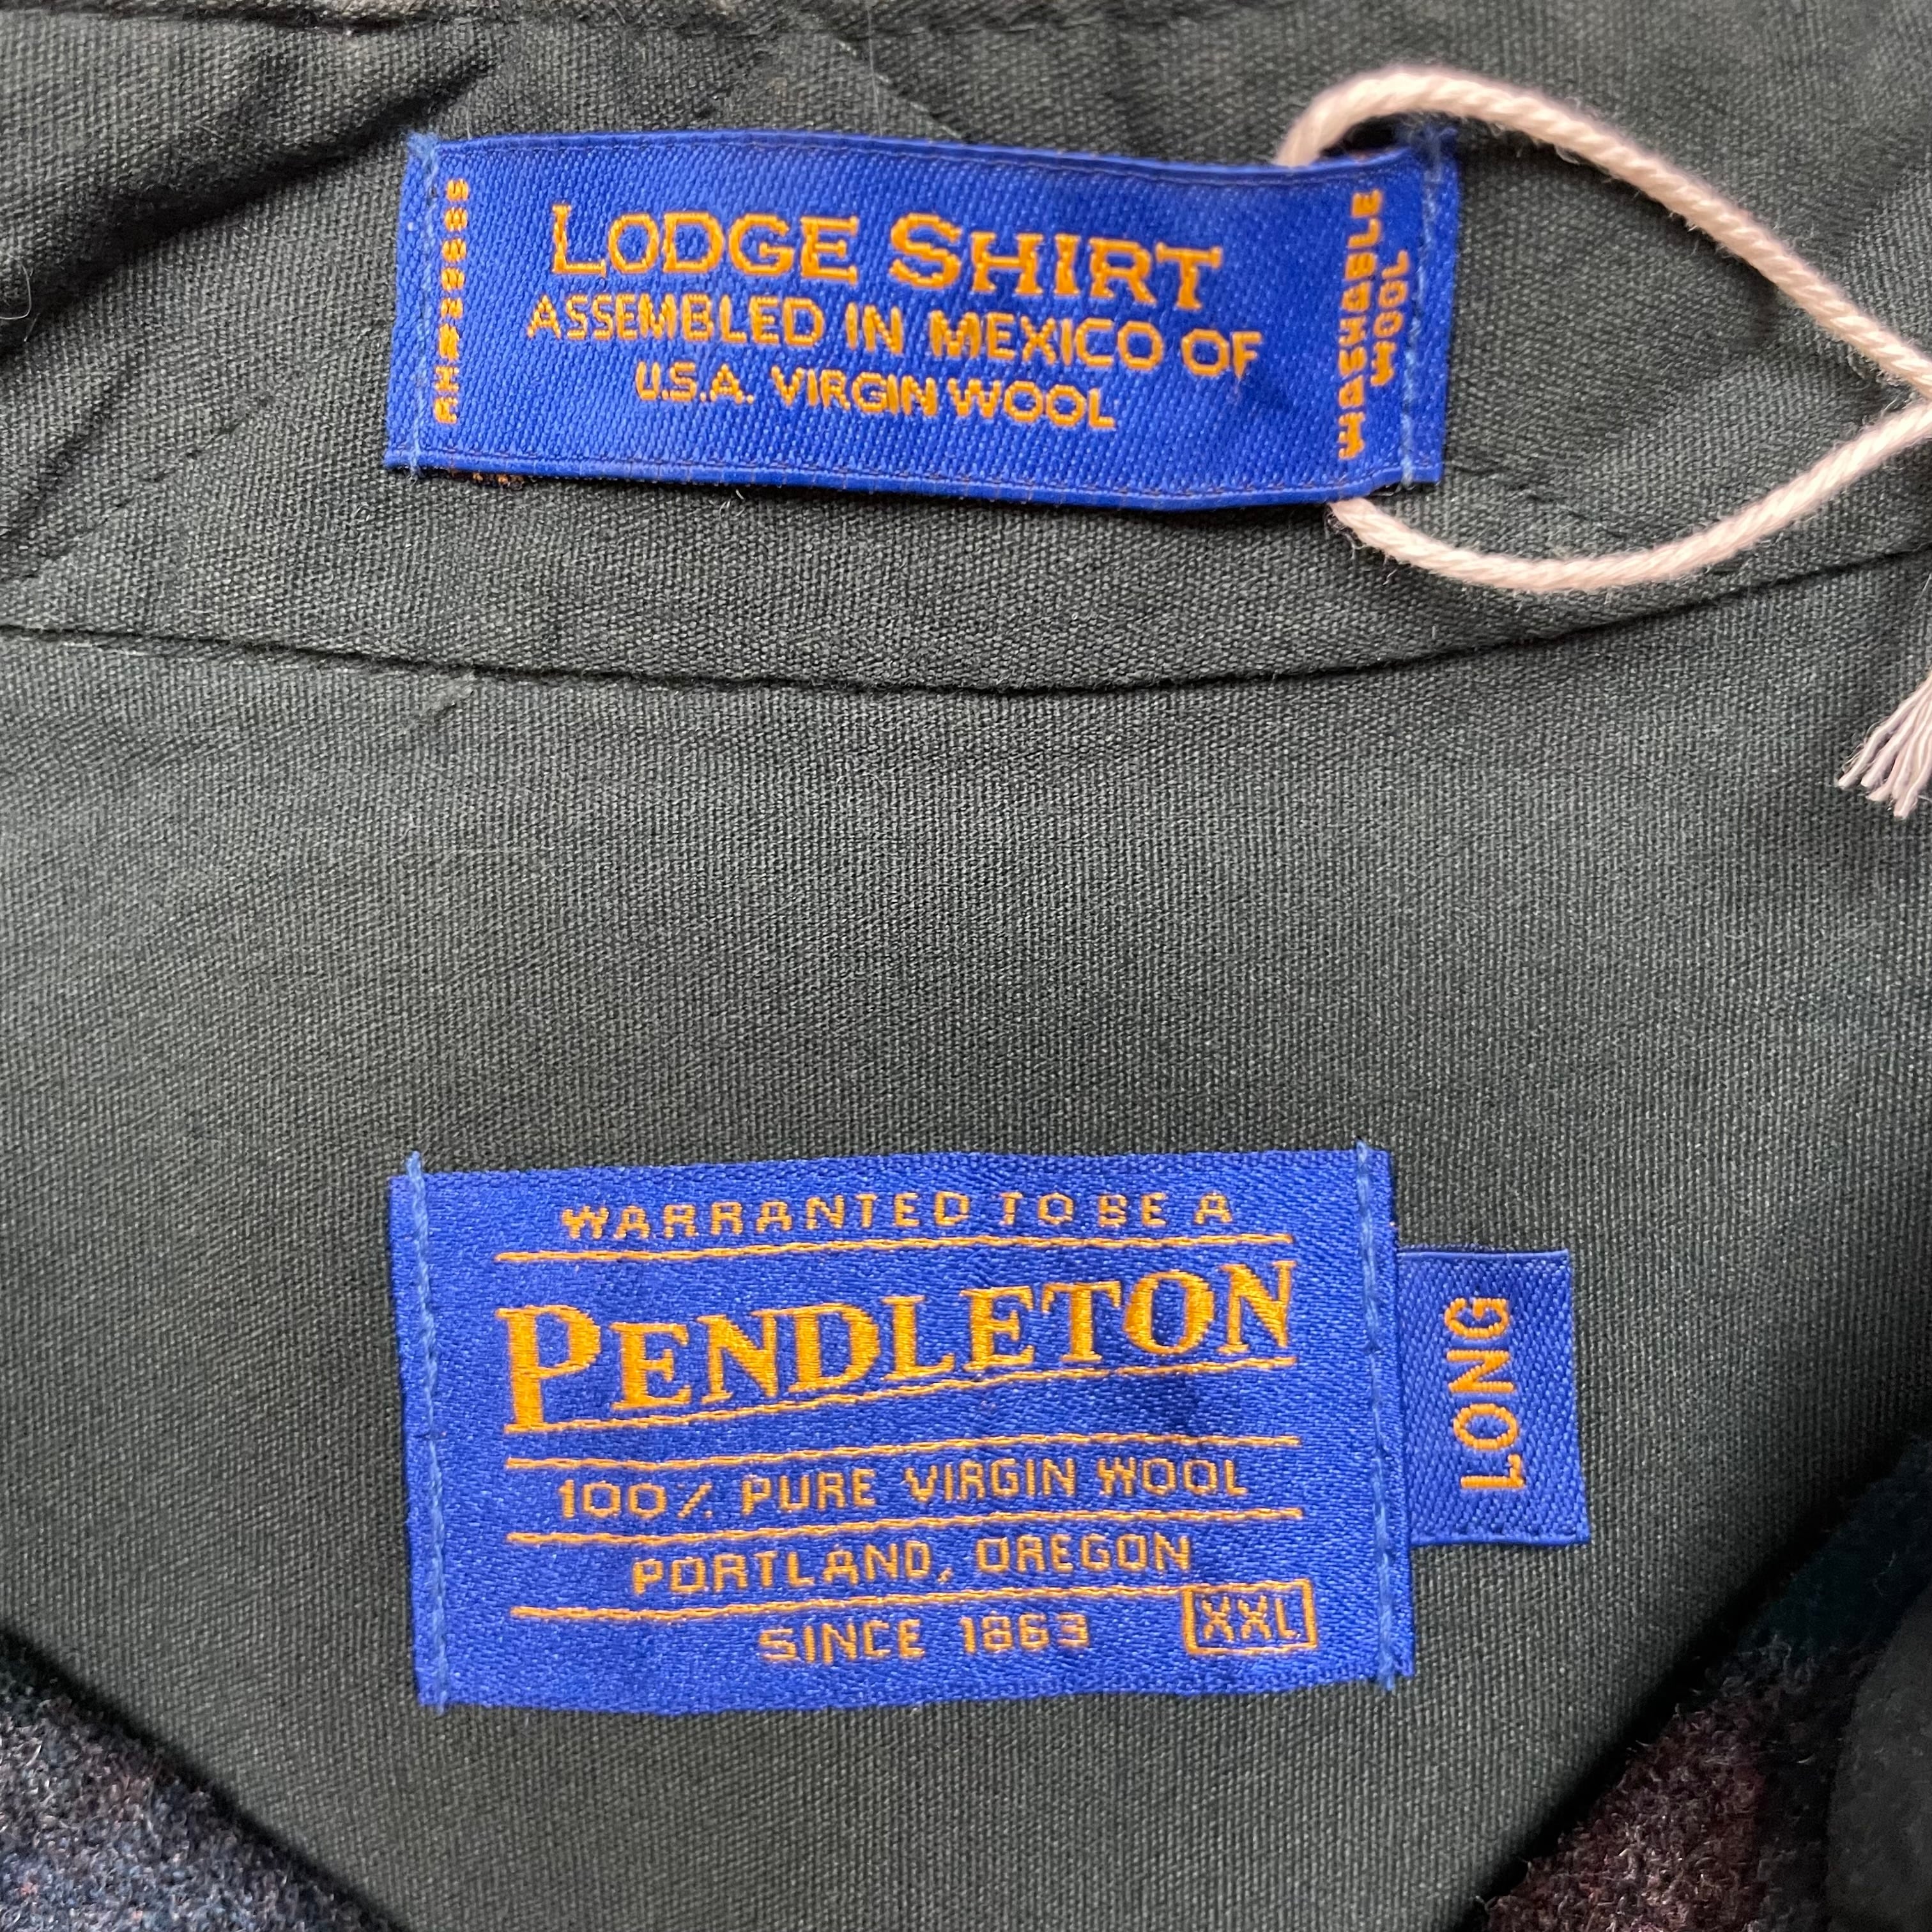 LODGE SHIRT
ASSEMBLED IN MEXICO OF
U.S.A. VIRGIN WOOL
WASHABLE
WOOL
WARRANTED TO BE A
PENDLETON
100% PURE VIRGIN WOOL
PORTLAND, OREGON
SINCE 1863
XXL
LONG